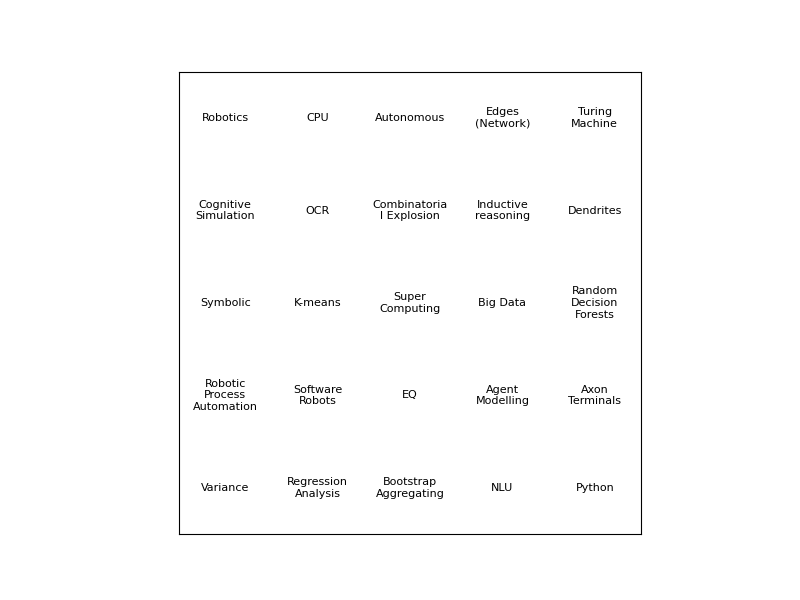 Robotics
CPU
Autonomous
Edges
(Network)
Turing
Machine
Cognitive
Simulation
OCR
Combinatoria
l Explosion
Inductive
reasoning
Dendrites
Symbolic
K-means
Super
Computing
Big Data
Random
Decision
Forests
Robotic
Process
Automation
Software
Robots
EQ
Agent
Modelling
Axon
Terminals
Variance
Regression
Analysis
Bootstrap
Aggregating
NLU
Python